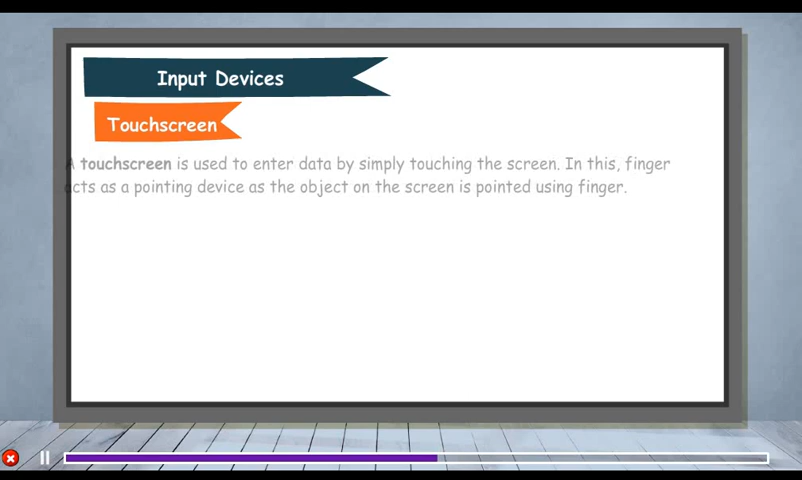 Input Devices
Touchscreen
A touchscreen is used to enter data by simply touching the screen. In this, finger
acts as a pointing device as the object on the screen is pointed using finger.